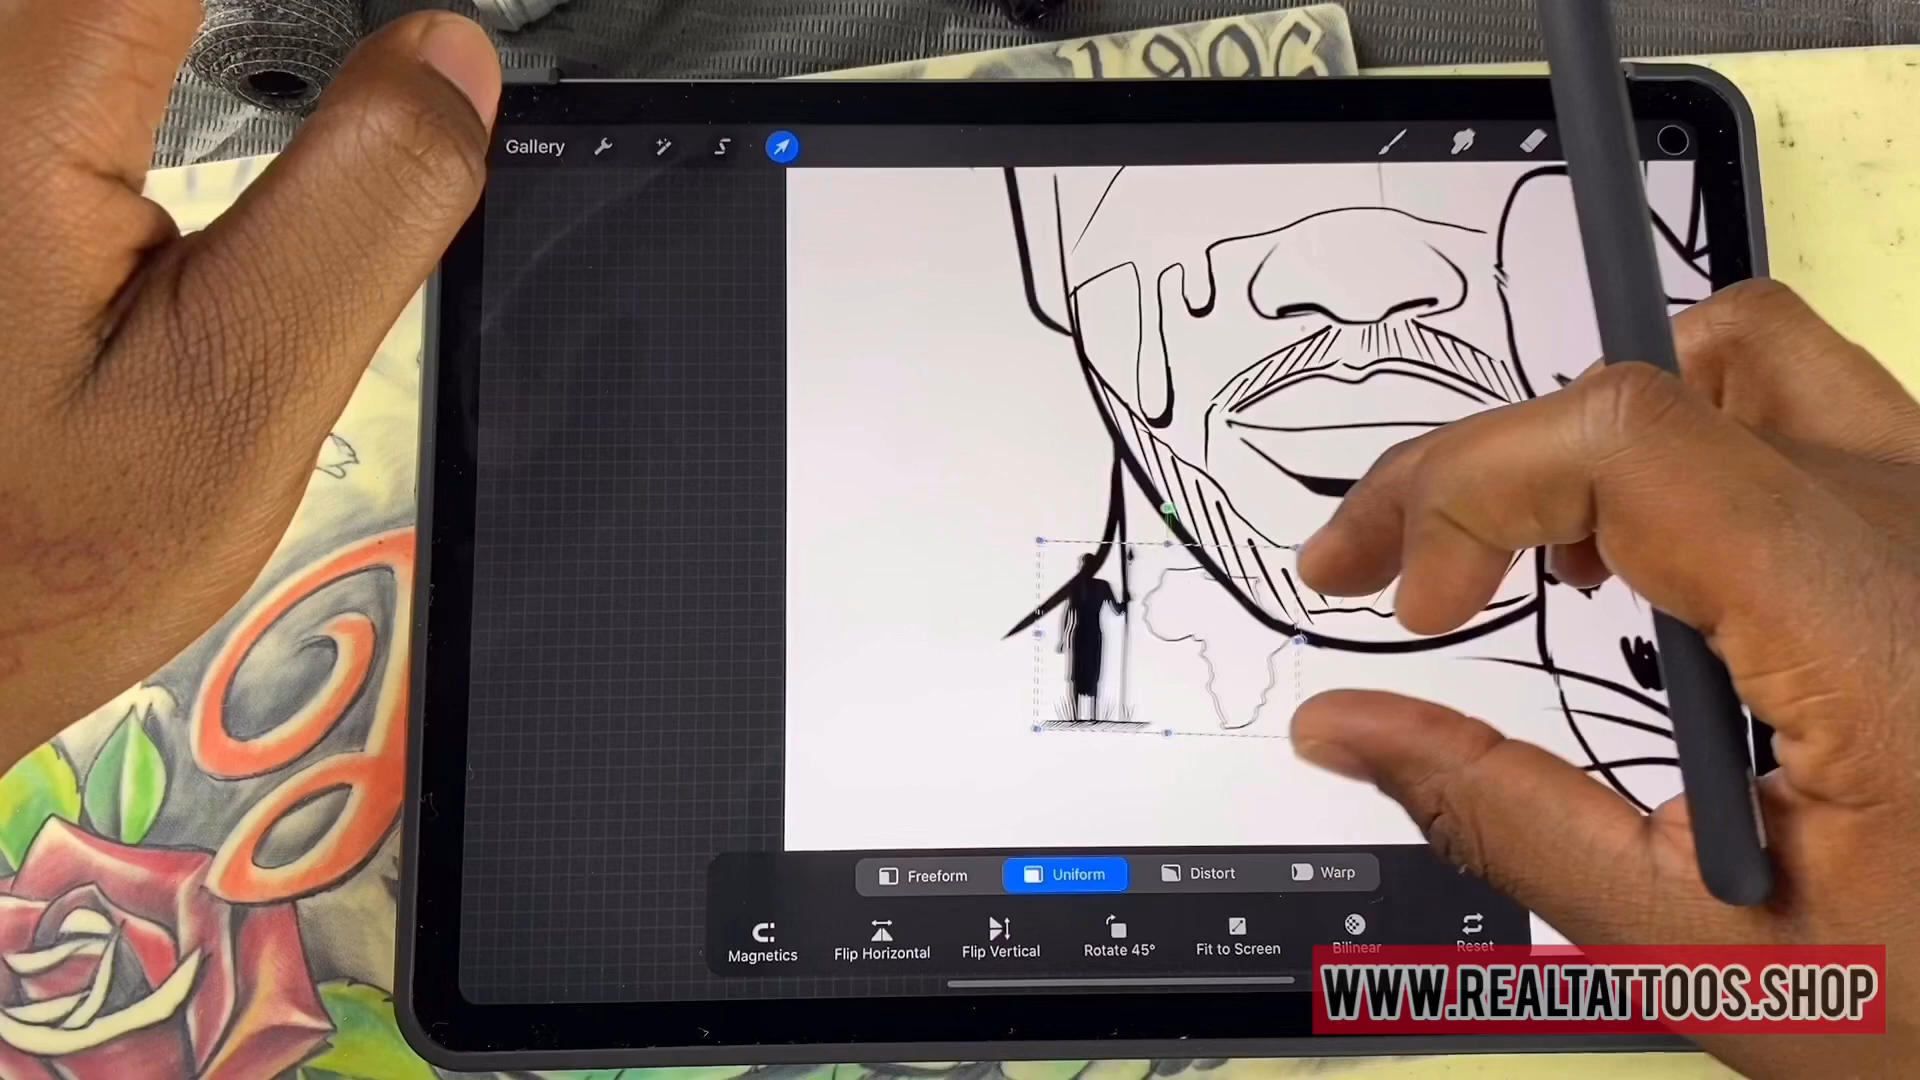 1996
Gallery
Freeform
Uniform
Distort
Warp
Magnetics
Flip Horizontal
Flip Vertical
Rotate 45°
Fit to Screen
Bilinear
Reset
WWW.REALTATTOOS.SHOP